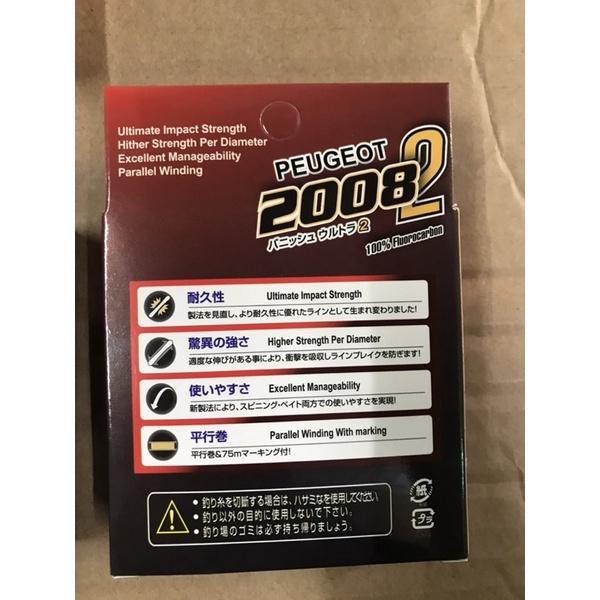 Ultimate Impact Strength
Hither Strength Per Diameter
Excellent Manageability
Parallel Winding
PEUGEOT
2008 2
バニッシュ ウルトラ 2
100% Fluorocarbon
耐久性 Ultimate Impact Strength
製法を見直し、より耐久性に優れたラインとして生まれ変わりました!
驚異の強さ Higher Strength Per Diameter
適度な伸びがある事により、衝撃を吸収しラインブレイクを防ぎます!
使いやすさ Excellent Manageability
新製法により、スピニング・ベイト両方での使いやすさを実現!
平行巻 Parallel Winding With marking
平行巻&75mマーキング付!
•釣り糸を切断する場合は、ハサミなを使用してください
•釣り以外の目的に使用しないで下さい。
•釣り場のゴミは必ず持ち帰りましょう。
紙
プラ